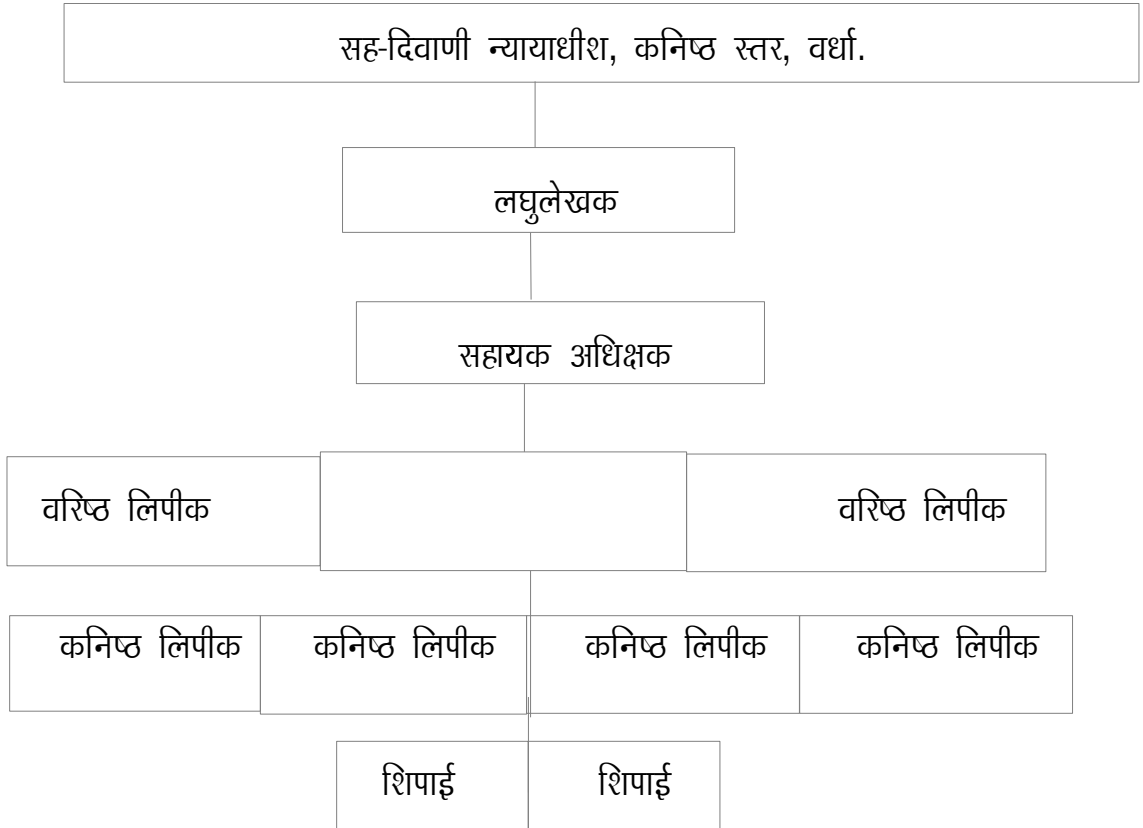 सह-दिवाणी न्यायाधीश, कनिष्ठ स्तर, वर्धा.
लघुलेखक
सहायक अधिक्षक
वरिष्ठ लिपीक वरिष्ठ लिपीक
कनिष्ठ लिपीक कनिष्ठ लिपीक कनिष्ठ लिपीक कनिष्ठ लिपीक
शिपाई शिपाई